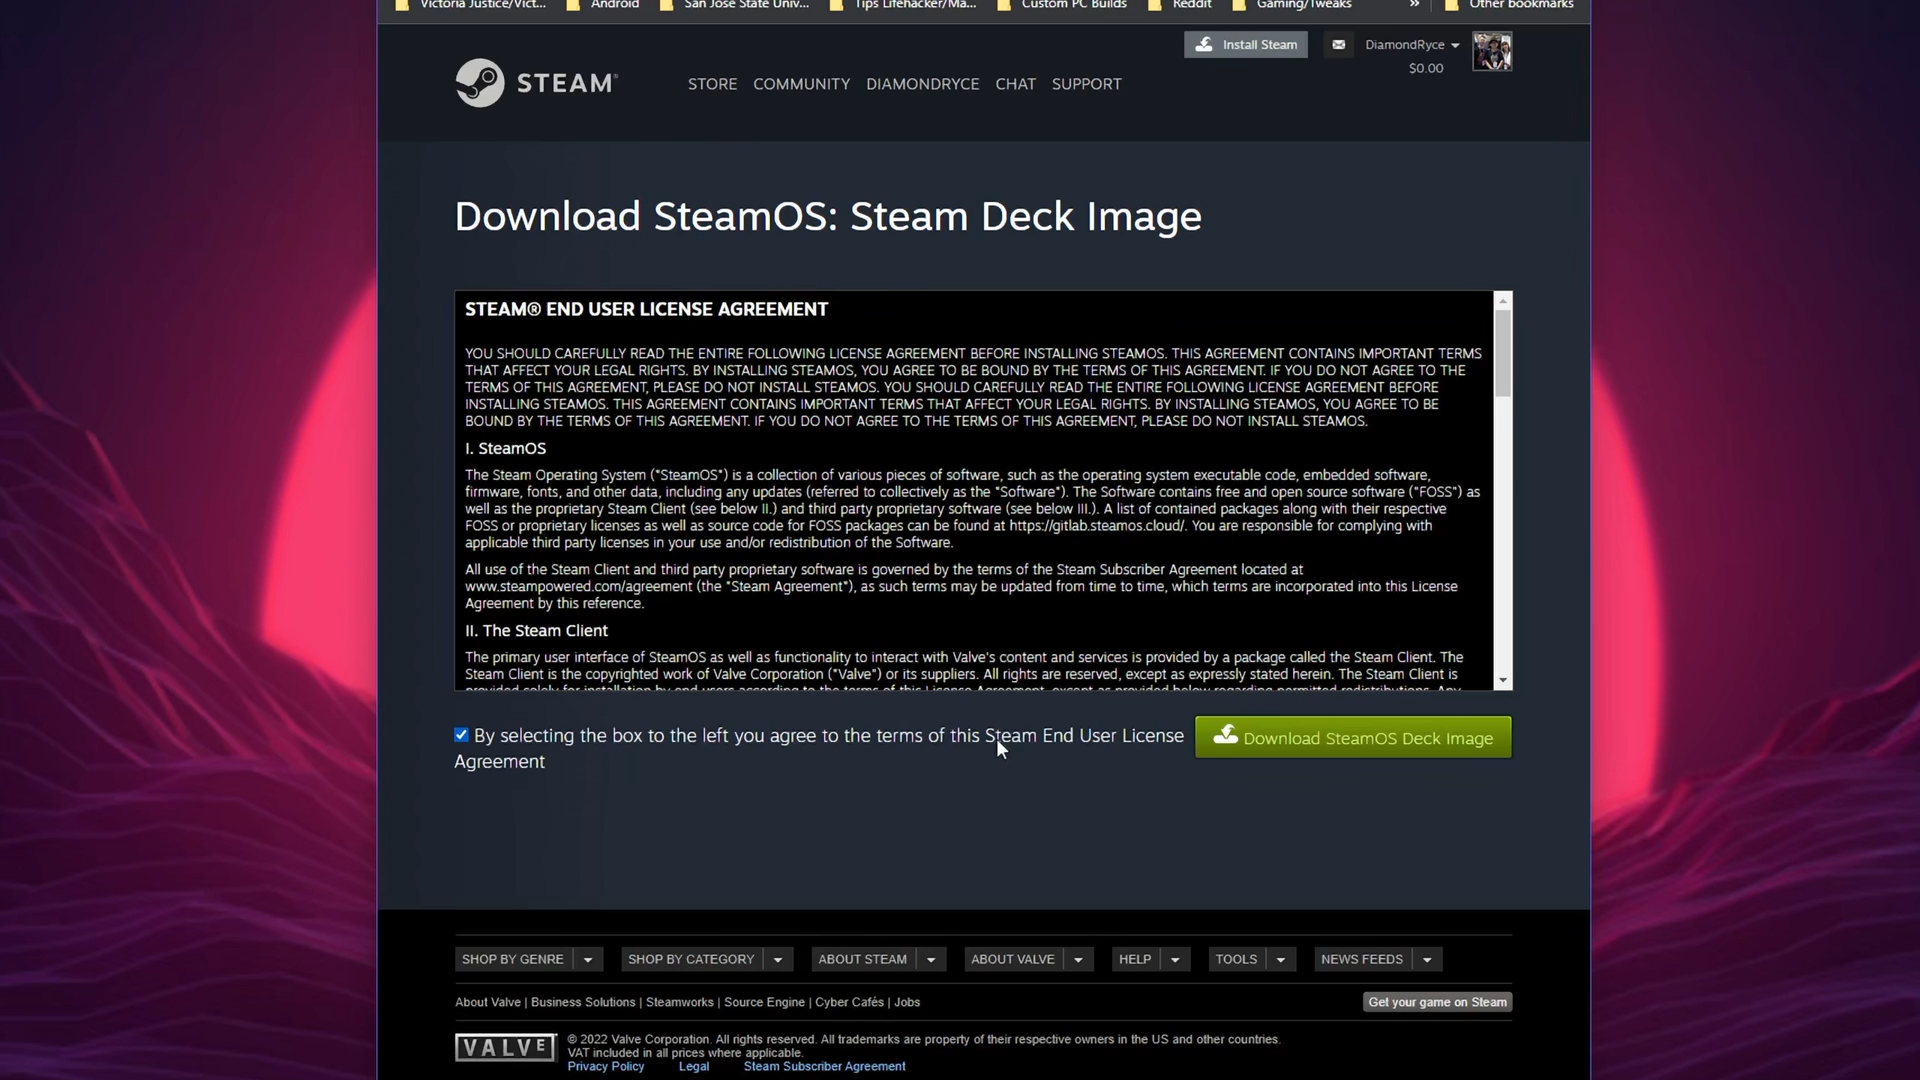 Victoria Justice/Vict... Android San Jose State Univ... Tips Lifehacker/Ma... Custom PC Builds Reddit Gaming/Tweaks » Other bookmarks
Install Steam DiamondRyce
$0.00
STEAM® STORE COMMUNITY DIAMONDRYCE CHAT SUPPORT
Download SteamOS: Steam Deck Image
STEAM® END USER LICENSE AGREEMENT
YOU SHOULD CAREFULLY READ THE ENTIRE FOLLOWING LICENSE AGREEMENT BEFORE INSTALLING STEAMOS. THIS AGREEMENT CONTAINS IMPORTANT TERMS
THAT AFFECT YOUR LEGAL RIGHTS. BY INSTALLING STEAMOS, YOU AGREE TO BE BOUND BY THE TERMS OF THIS AGREEMENT. IF YOU DO NOT AGREE TO THE
TERMS OF THIS AGREEMENT, PLEASE DO NOT INSTALL STEAMOS. YOU SHOULD CAREFULLY READ THE ENTIRE FOLLOWING LICENSE AGREEMENT BEFORE
INSTALLING STEAMOS. THIS AGREEMENT CONTAINS IMPORTANT TERMS THAT AFFECT YOUR LEGAL RIGHTS. BY INSTALLING STEAMOS, YOU AGREE TO BE
BOUND BY THE TERMS OF THIS AGREEMENT. IF YOU DO NOT AGREE TO THE TERMS OF THIS AGREEMENT, PLEASE DO NOT INSTALL STEAMOS.
I. SteamOS
The Steam Operating System ("SteamOS") is a collection of various pieces of software, such as the operating system executable code, embedded software,
firmware, fonts, and other data, including any updates (referred to collectively as the "Software"). The Software contains free and open source software ("FOSS") as
well as the proprietary Steam Client (see below II.) and third party proprietary software (see below III.). A list of contained packages along with their respective
FOSS or proprietary licenses as well as source code for FOSS packages can be found at https://gitlab.steamos.cloud/. You are responsible for complying with
applicable third party licenses in your use and/or redistribution of the Software.
All use of the Steam Client and third party proprietary software is governed by the terms of the Steam Subscriber Agreement located at
www.steampowered.com/agreement (the "Steam Agreement"), as such terms may be updated from time to time, which terms are incorporated into this License
Agreement by this reference.
II. The Steam Client
The primary user interface of SteamOS as well as functionality to interact with Valve's content and services is provided by a package called the Steam Client. The
Steam Client is the copyrighted work of Valve Corporation ("Valve") or its suppliers. All rights are reserved, except as expressly stated herein. The Steam Client is
provided solely for installation by end users according to the terms of this License Agreement, except as provided below regarding permitted redistributions. Any
By selecting the box to the left you agree to the terms of this Steam End User License
Agreement
Download SteamOS Deck Image
SHOP BY GENRE SHOP BY CATEGORY ABOUT STEAM ABOUT VALVE HELP TOOLS NEWS FEEDS
About Valve | Business Solutions | Steamworks | Source Engine | Cyber Cafés | Jobs
Get your game on Steam
VALVE
© 2022 Valve Corporation. All rights reserved. All trademarks are property of their respective owners in the US and other countries.
VAT included in all prices where applicable.
Privacy Policy Legal Steam Subscriber Agreement